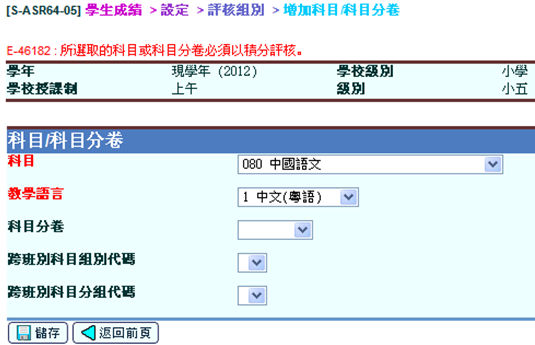 [S-ASR64-05] 學生成績 > 設定 > 評核組別 > 增加科目/科目分卷
E-46182 : 所選取的科目或科目分卷必須以積分評核。
學年 現學年 (2012) 學校級別 小學
學校授課制 上午 級別 小五
科目/科目分卷
科目 080 中國語文
教學語言 1 中文(粵語)
科目分卷
跨班別科目組別代碼
跨班別科目分組代碼
儲存 返回前頁